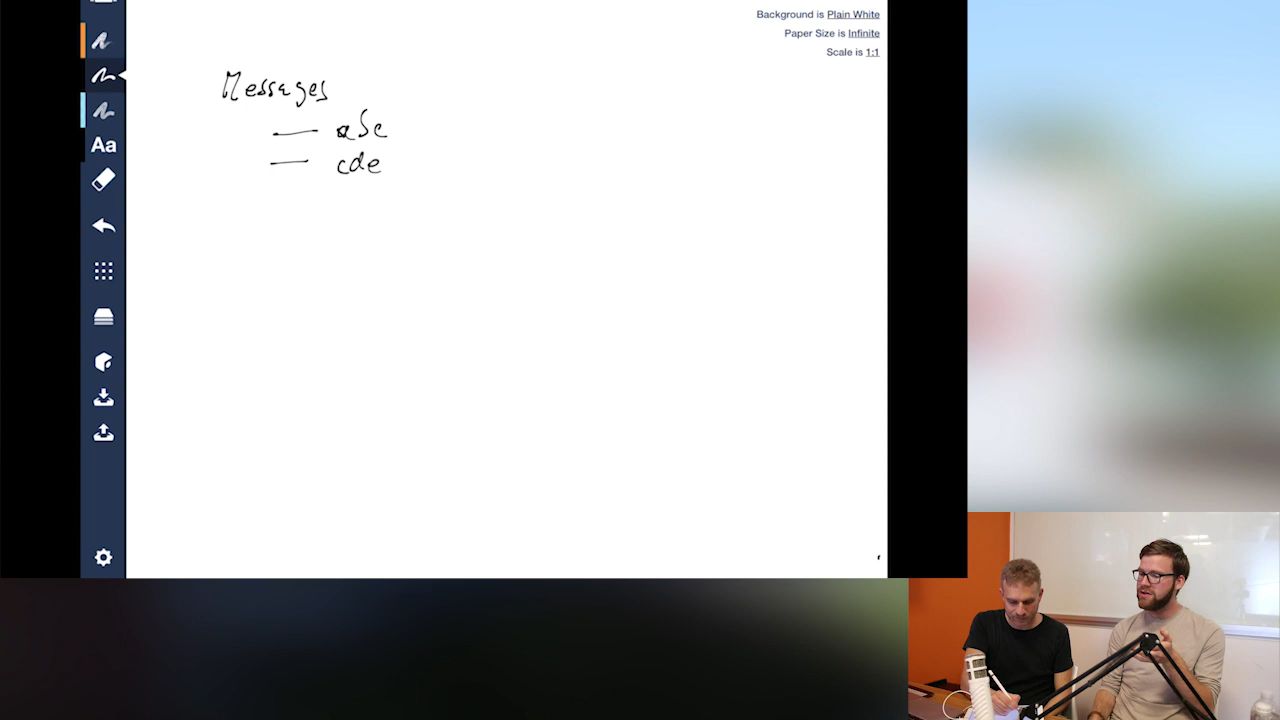 Background is Plain White
Paper Size is Infinite
Scale is 1:1
Messages
— abc
— cde
Aa